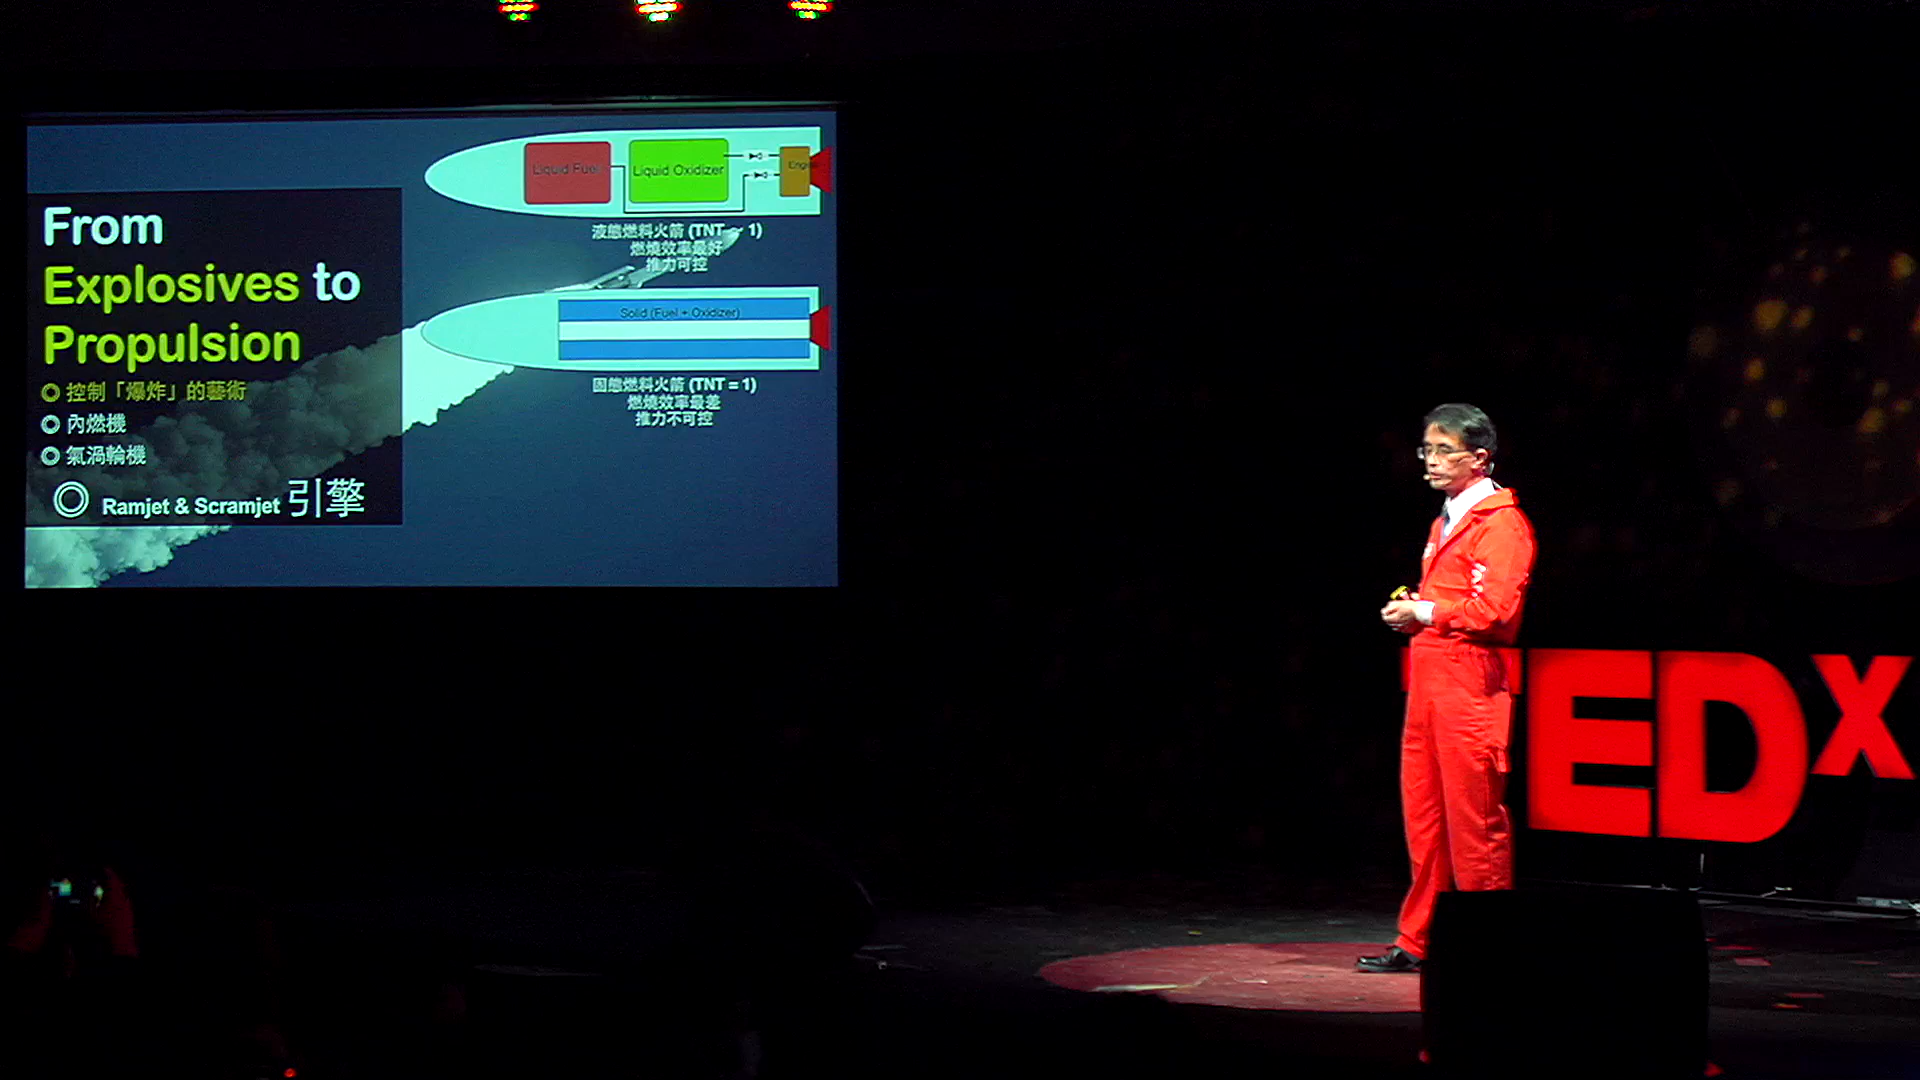 From
Explosives to
Propulsion
◎ 控制「爆炸」的藝術
◎ 內燃機
◎ 氣渦輪機
◎ Ramjet & Scramjet 引擎
Liquid Fuel
Liquid Oxidizer
液態燃料火箭 (TNT ~ 1)
燃燒效率最好
推力可控
Solid (Fuel + Oxidizer)
固態燃料火箭 (TNT = 1)
燃燒效率最差
推力不可控
TEDx